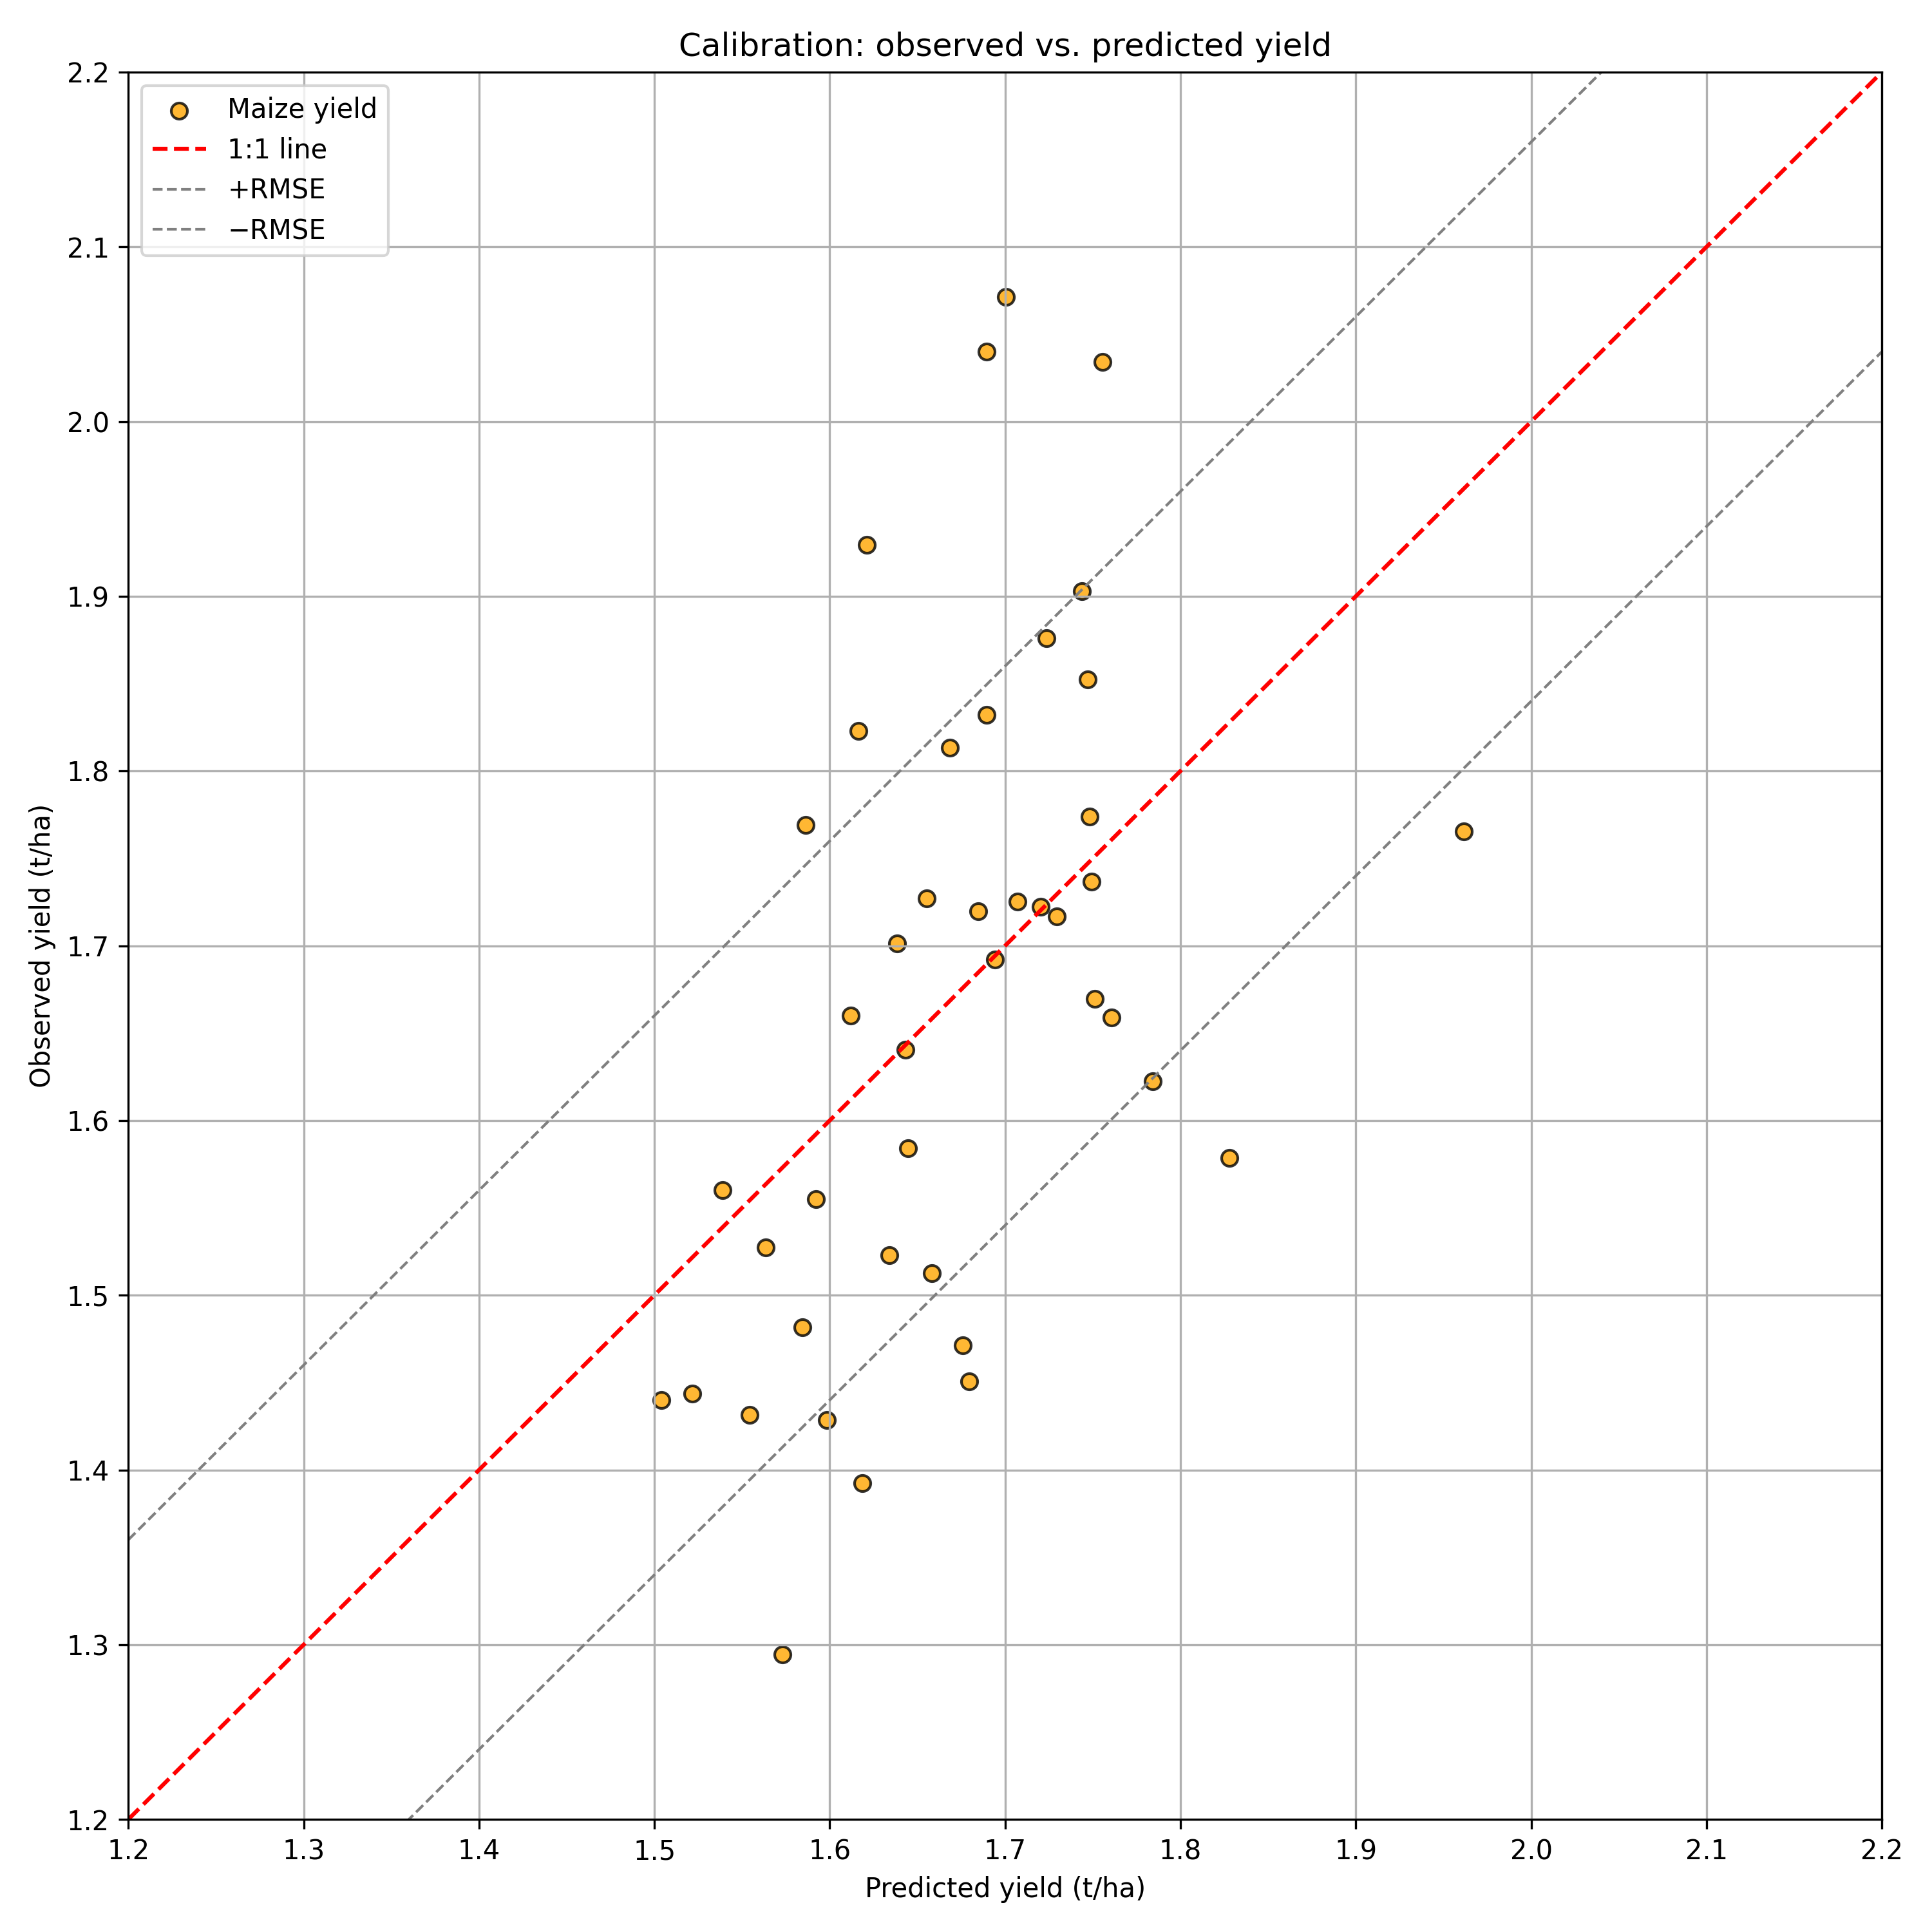 Calibration: observed vs. predicted yield
Maize yield
1:1 line
+RMSE
−RMSE
Observed yield (t/ha)
2.2
2.1
2.0
1.9
1.8
1.7
1.6
1.5
1.4
1.3
1.2
1.2 1.3 1.4 1.5 1.6 1.7 1.8 1.9 2.0 2.1 2.2
Predicted yield (t/ha)